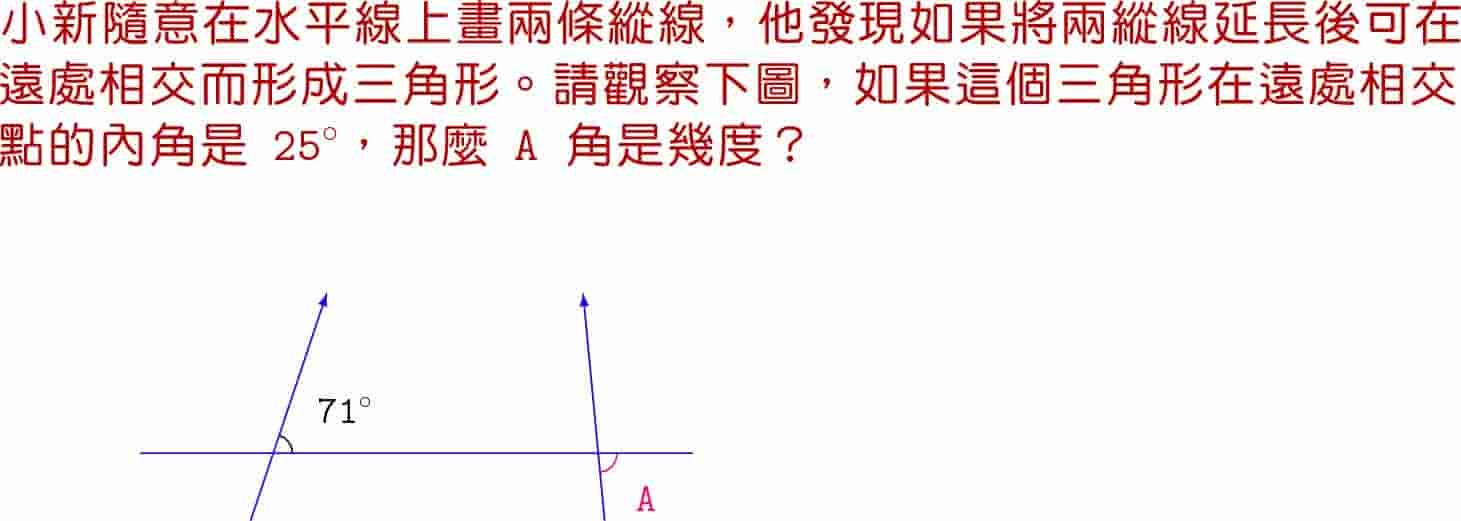 小新隨意在水平線上畫兩條縱線，他發現如果將兩縱線延長後可在
遠處相交而形成三角形。請觀察下圖，如果這個三角形在遠處相交
點的內角是 25°，那麼 A 角是幾度？
71°
A